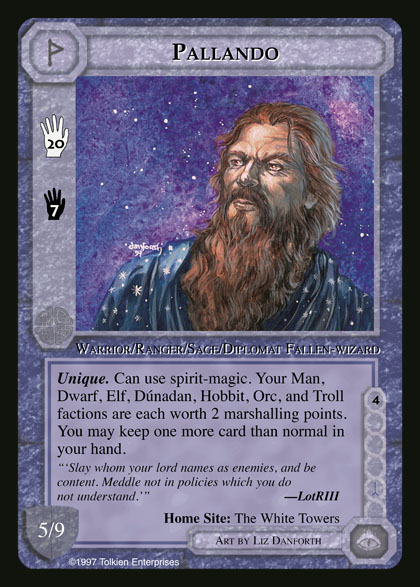 ᚹ
PALLANDO
20
7
danforth
94
WARRIOR/RANGER/SAGE/DIPLOMAT FALLEN-WIZARD
Unique. Can use spirit-magic. Your Man,
Dwarf, Elf, Dúnadan, Hobbit, Orc, and Troll
factions are each worth 2 marshalling points.
You may keep one more card than normal in
your hand.
4
“‘Slay whom your lord names as enemies, and be
content. Meddle not in policies which you do
not understand.’”
—LotRIII
Home Site: The White Towers
5/9
ART BY LIZ DANFORTH
©1997 Tolkien Enterprises